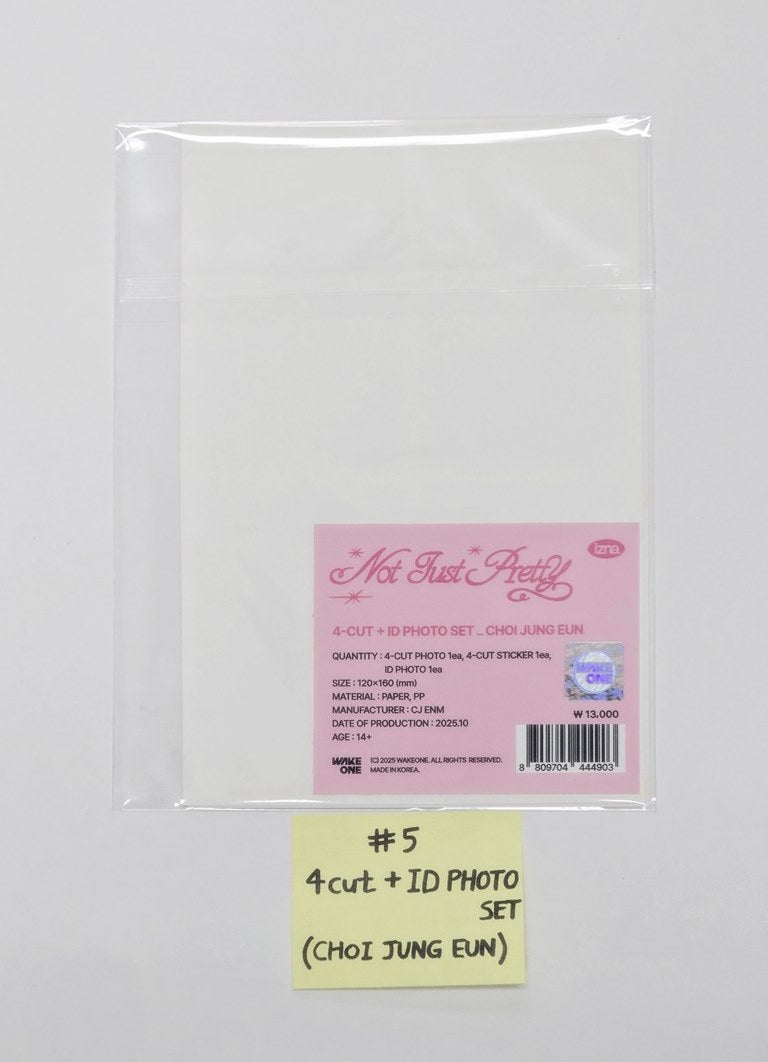 Not Just Pretty
izna
4-CUT + ID PHOTO SET _ CHOI JUNG EUN
QUANTITY : 4-CUT PHOTO 1ea, 4-CUT STICKER 1ea,
ID PHOTO 1ea
SIZE : 120×160 (mm)
MATERIAL : PAPER, PP
MANUFACTURER : CJ ENM
DATE OF PRODUCTION : 2025.10
AGE : 14+
WAKE
ONE
₩ 13,000
8 809704 444903
WAKE
ONE
(C) 2025 WAKEONE. ALL RIGHTS RESERVED.
MADE IN KOREA.
#5
4cut + ID PHOTO
SET
(CHOI JUNG EUN)